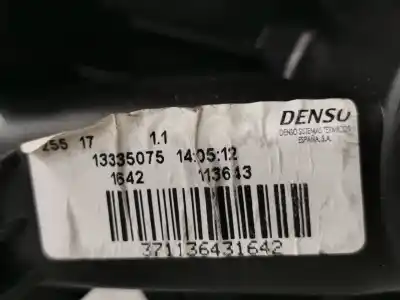 255 17 1.1
DENSO
DENSO SISTEMAS TERMICOS
ESPAÑA, S.A.
13335075 14:05:12
1642 113643
371136431642